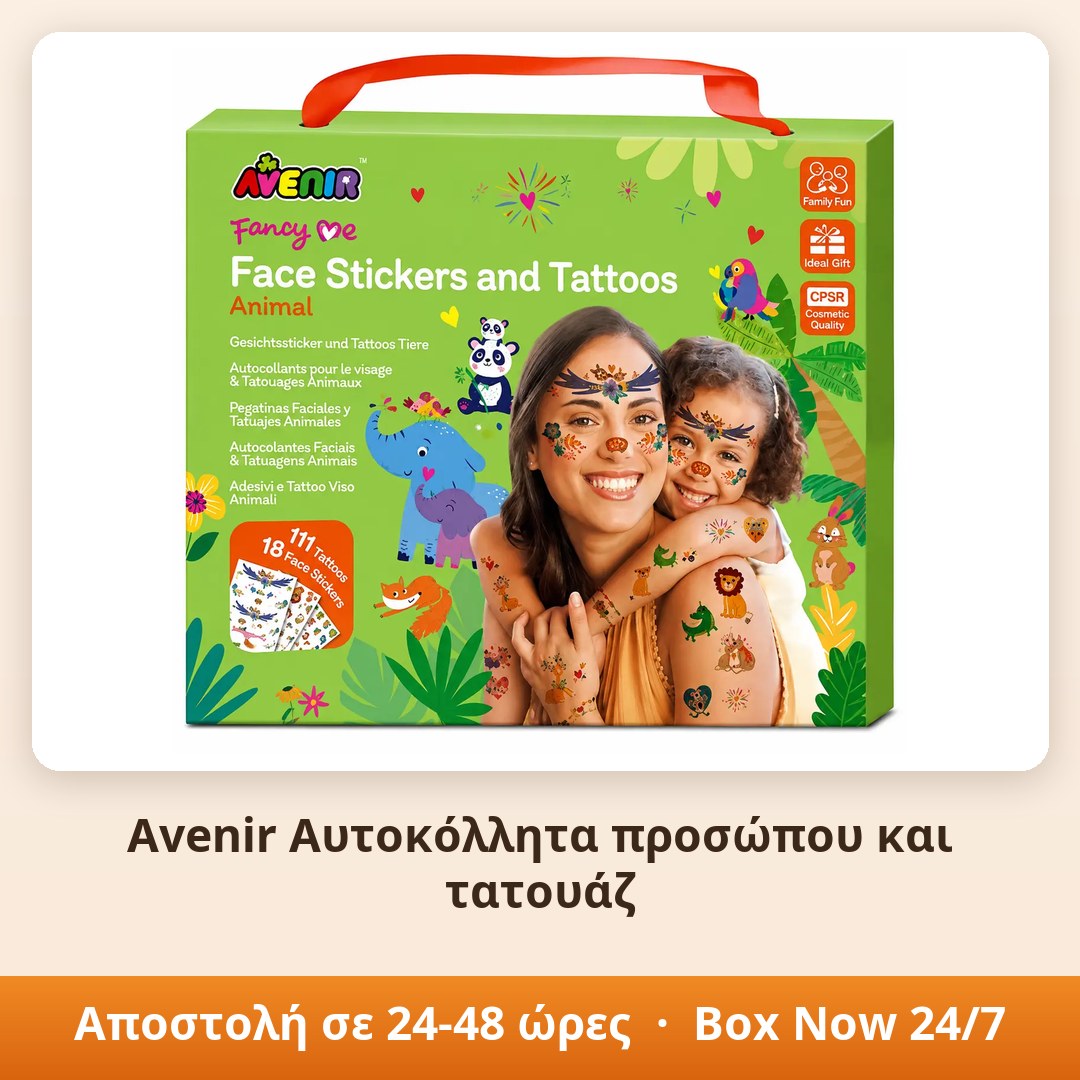 AVENIR™
Fancy Me
Face Stickers and Tattoos
Animal
Gesichtssticker und Tattoos Tiere
Autocollants pour le visage
& Tatouages Animaux
Pegatinas Faciales y
Tatuajes Animales
Autocolantes Faciais
& Tatuagens Animais
Adesivi e Tattoo Viso
Animali
111 Tattoos
18 Face Stickers
Family Fun
Ideal Gift
CPSR
Cosmetic
Quality
Avenir Αυτοκόλλητα προσώπου και
τατουάζ
Αποστολή σε 24-48 ώρες · Box Now 24/7